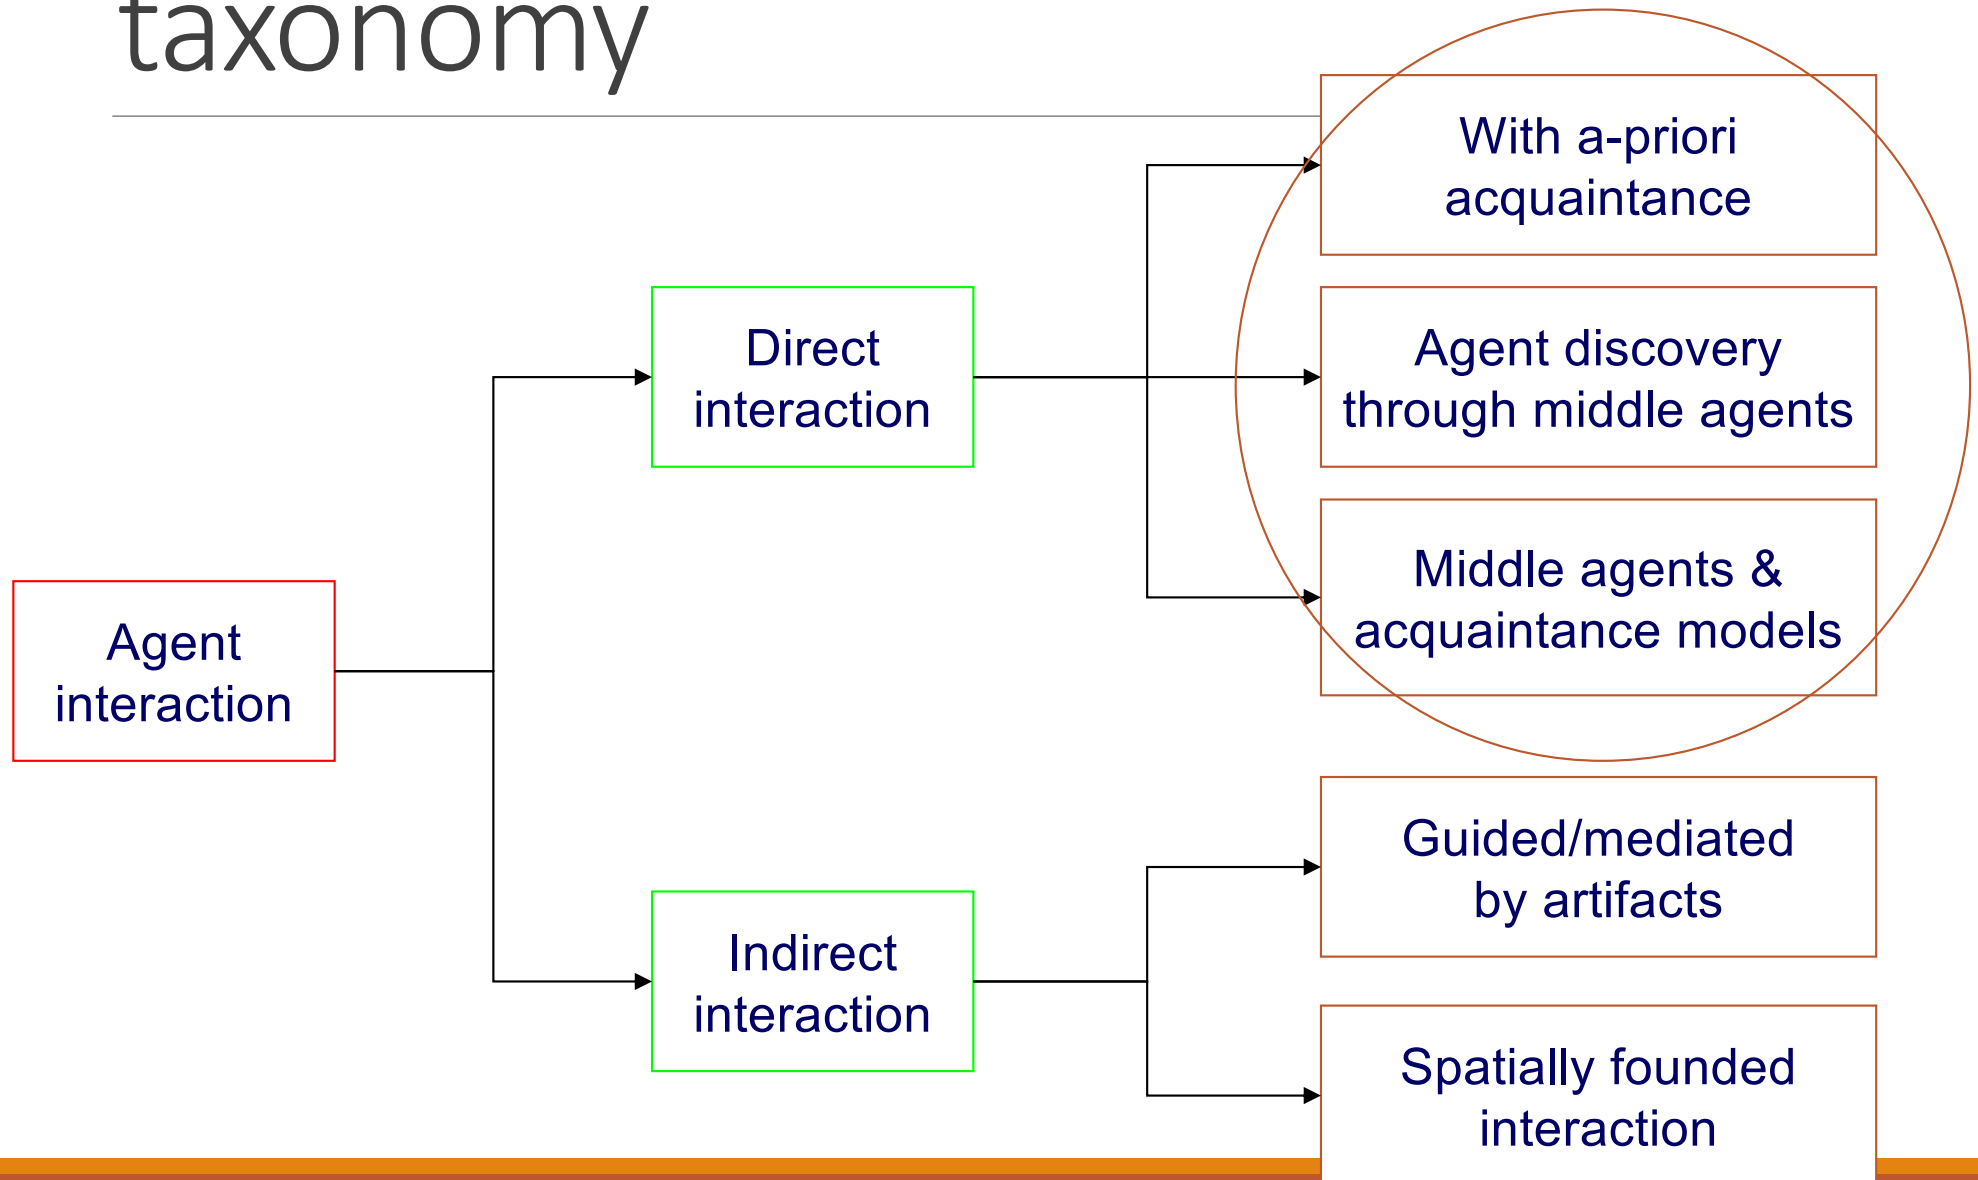 taxonomy
With a-priori
acquaintance
Direct
interaction
Agent discovery
through middle agents
Middle agents &
acquaintance models
Agent
interaction
Guided/mediated
by artifacts
Indirect
interaction
Spatially founded
interaction